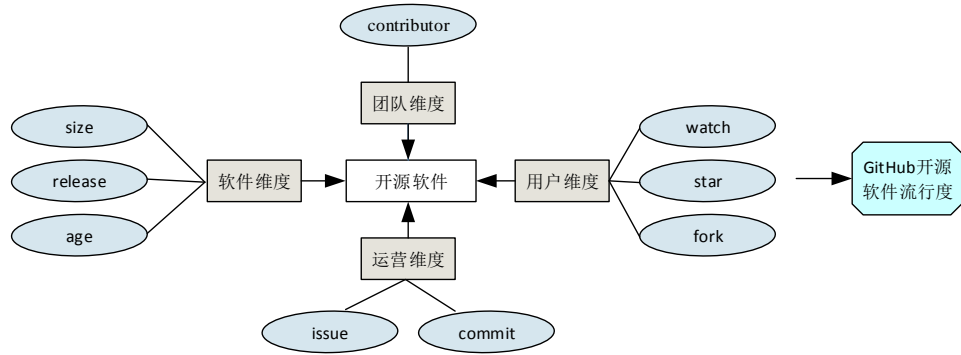 contributor
团队维度
size
release
age
软件维度
开源软件
用户维度
watch
star
fork
GitHub开源
软件流行度
运营维度
issue
commit